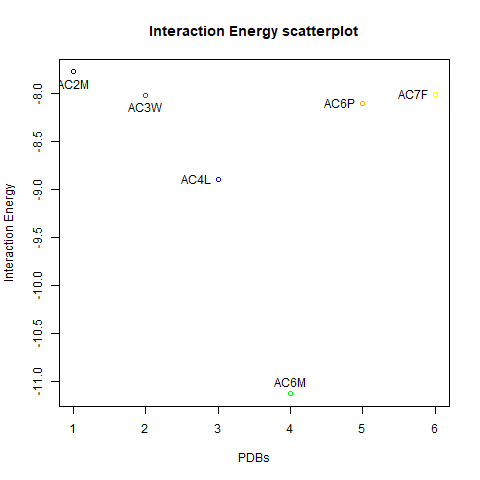 Interaction Energy scatterplot
AC2M
AC3W
AC4L
AC6M
AC6P
AC7F
-8.0
-8.5
-9.0
-9.5
-10.0
-10.5
-11.0
Interaction Energy
1 2 3 4 5 6
PDBs